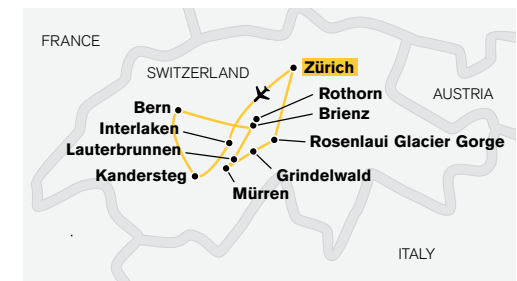 FRANCE
SWITZERLAND
Zürich
Rothorn
AUSTRIA
Bern
Brienz
Interlaken
Rosenlaui Glacier Gorge
Lauterbrunnen
Kandersteg
Grindelwald
Mürren
ITALY